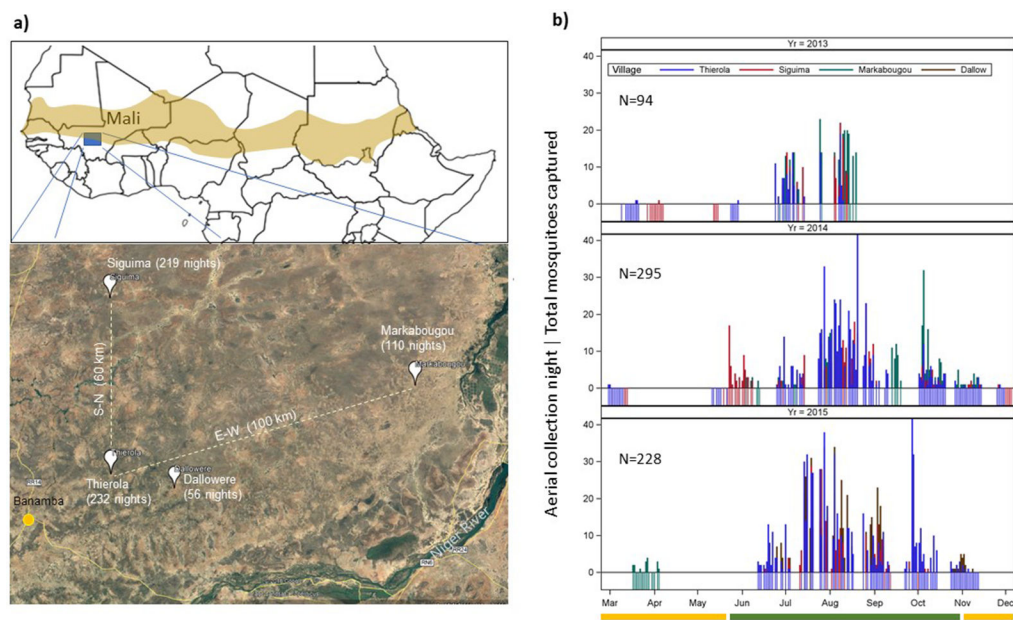 a)
Mali
Siguima (219 nights)
Siguima
Markabougou
(110 nights)
Markabougou
S-N (60 km)
E-W (100 km)
Thierola
Thierola
(232 nights)
Dallowere
Dallowere
(56 nights)
Banamba
Niger River
RN6
b)
Aerial collection night | Total mosquitoes captured
Yr = 2013
Village Thierola Siguima Markabougou Dallow
N=94
40
30
20
10
0
Yr = 2014
N=295
40
30
20
10
0
Yr = 2015
N=228
40
30
20
10
0
Mar Apr May Jun Jul Aug Sep Oct Nov Dec